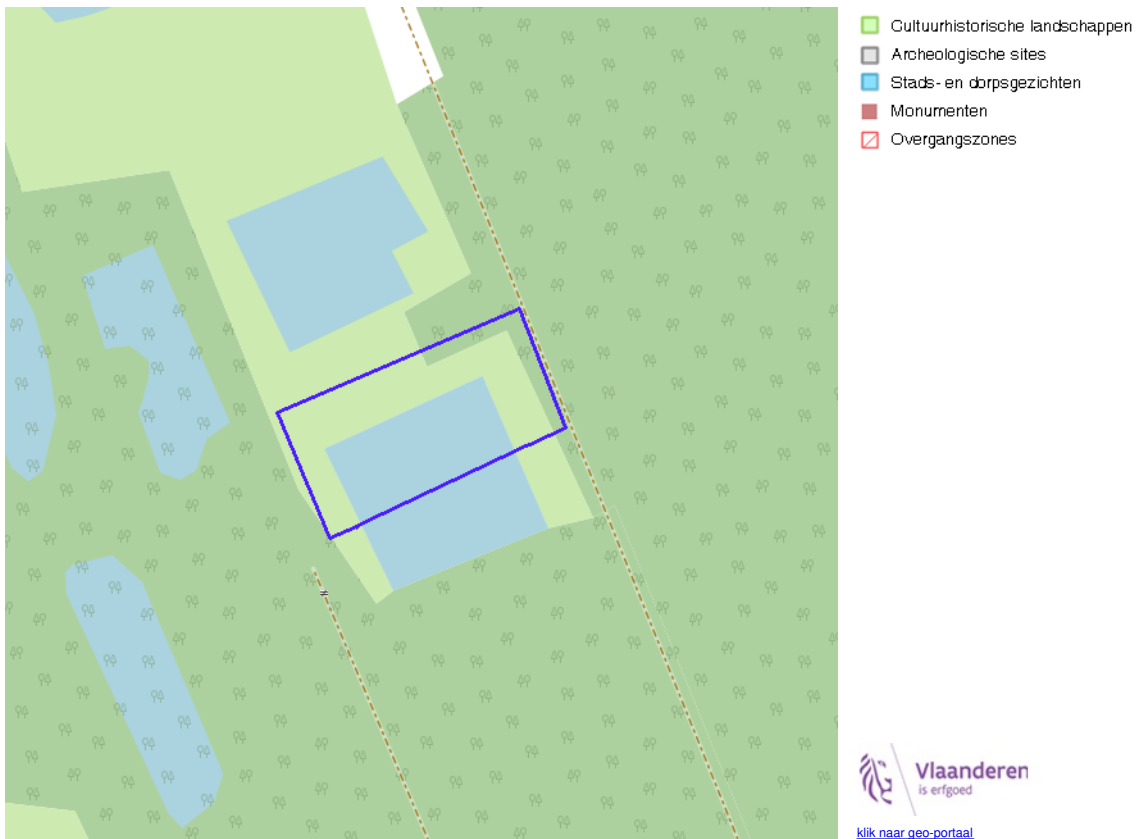 Cultuurhistorische landschappen
Archeologische sites
Stads- en dorpsgezichten
Monumenten
Overgangszones
Vlaanderen
is erfgoed
klik naar geo-portaal